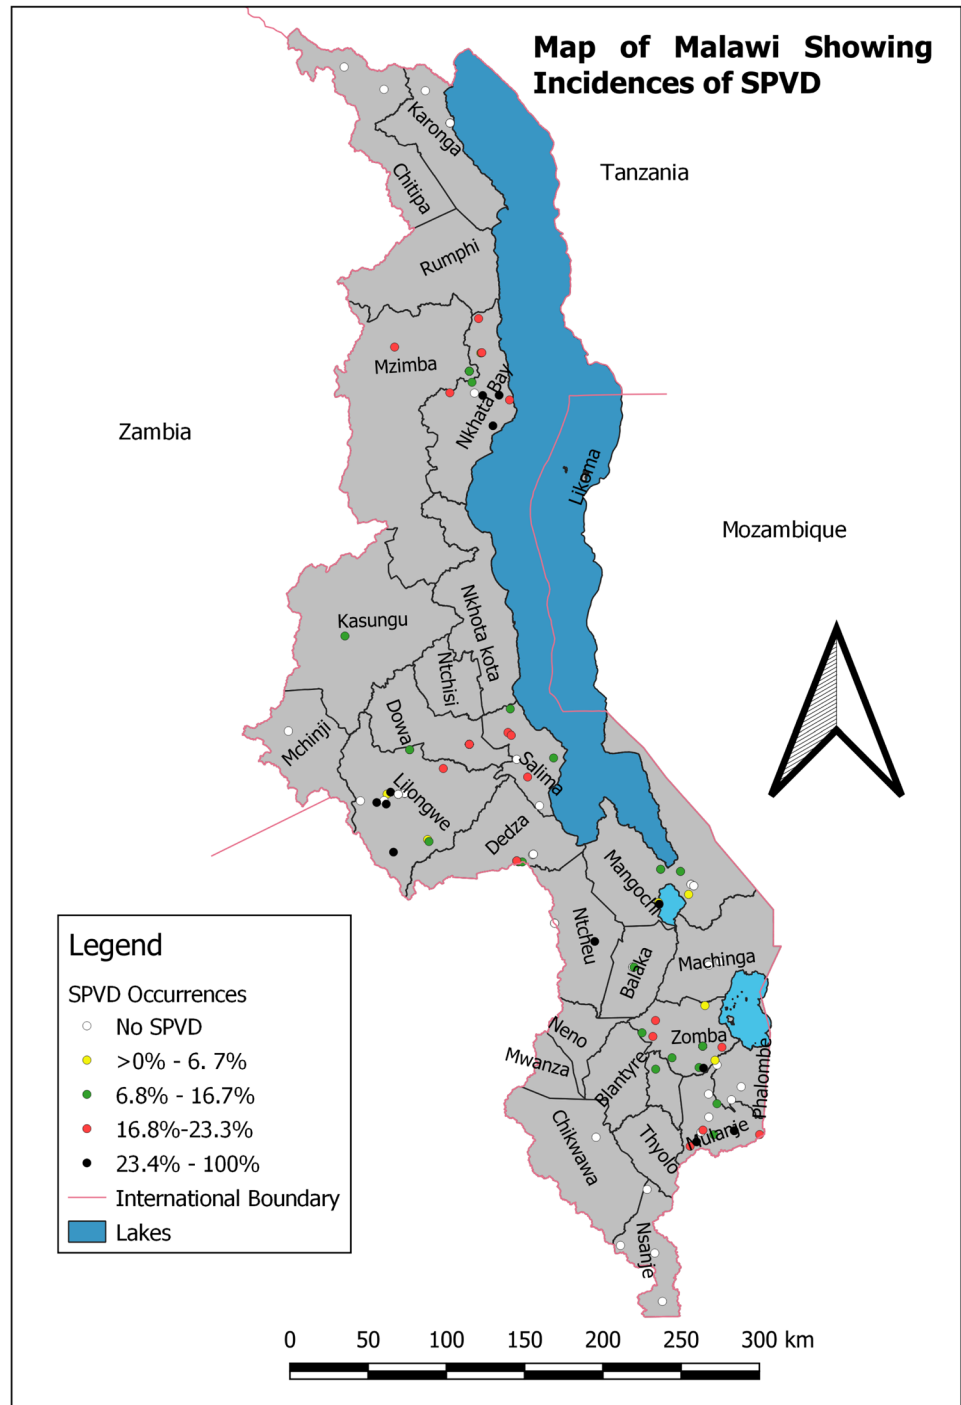 Map of Malawi Showing
Incidences of SPVD
Karonga
Tanzania
Chitipa
Rumphi
Mzimba
Nkhata Bay
Zambia
Likoma
Mozambique
Kasungu
Nkhota kota
Ntchisi
Dowa
Mchinji
Salima
Lilongwe
Dedza
Mangochi
Ntcheu
Balaka
Machinga
Neno
Zomba
Mwanza
Blantyre
Phalombe
Chikwawa
Thyolo
Mulanje
Nsanje
Legend
SPVD Occurrences
No SPVD
>0% - 6. 7%
6.8% - 16.7%
16.8%-23.3%
23.4% - 100%
International Boundary
Lakes
0 50 100 150 200 250 300 km